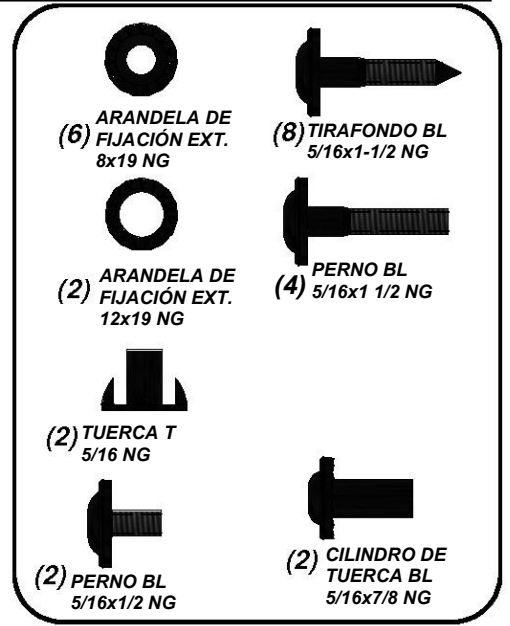 (6) ARANDELA DE
FIJACIÓN EXT.
8x19 NG
(8) TIRAFONDO BL
5/16x1-1/2 NG
(2) ARANDELA DE
FIJACIÓN EXT.
12x19 NG
(4) PERNO BL
5/16x1 1/2 NG
(2) TUERCA T
5/16 NG
(2) PERNO BL
5/16x1/2 NG
(2) CILINDRO DE
TUERCA BL
5/16x7/8 NG